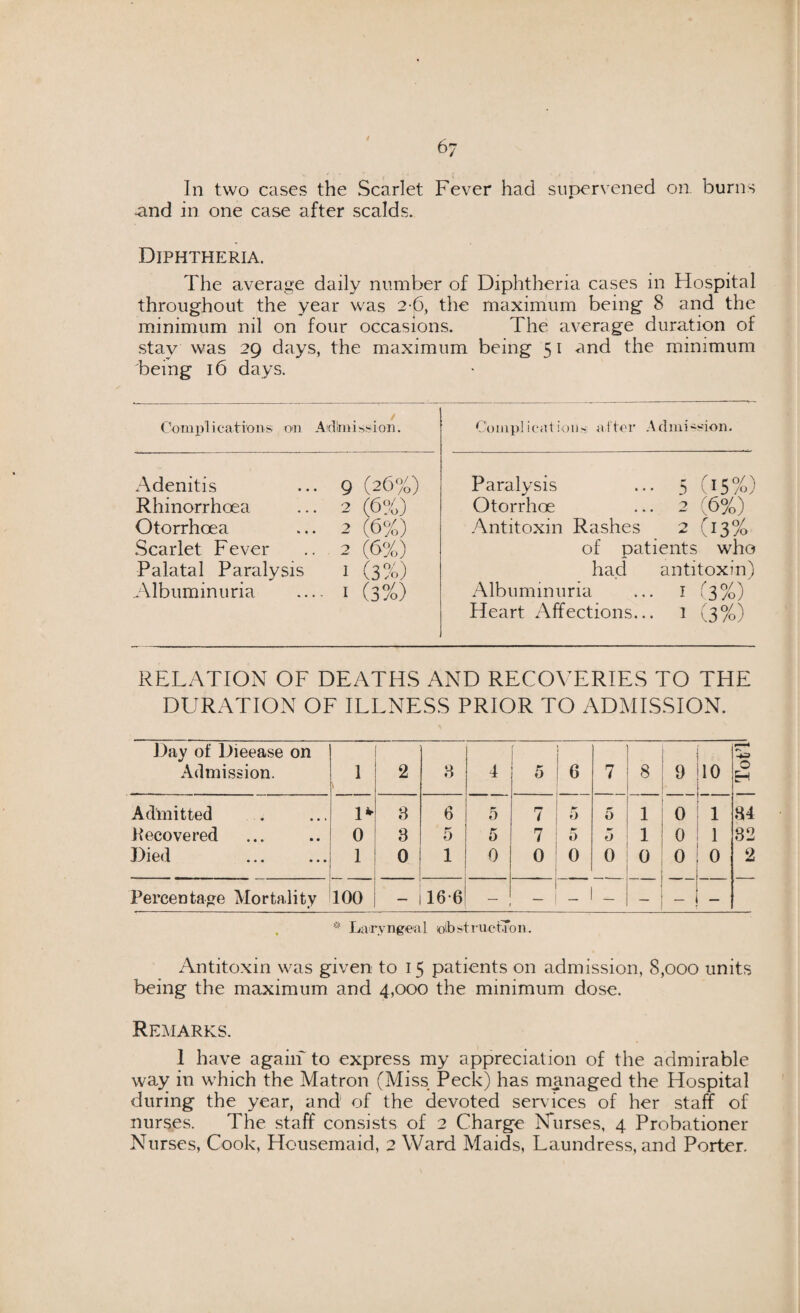 67
In two cases the Scarlet Fever had supervened on burns
and in one case after scalds.
DIPHTHERIA.
The average daily number of Diphtheria cases in Hospital
throughout the year was 2·6, the maximum being 8 and the
minimum nil on four occasions. The average duration of
stay was 29 days, the maximum being 51 and the minimum
being 16 days.
Complications on Admission.
Adenitis ... 9 (26%)
Rhinorrhœa ... 2 (6%)
Otorrhœa ... 2 (6%)
Scarlet Fever .. 2 (6%)
Palatal Paralysis 1 (3%)
Albuminuria .... 1 (3%)
Complications after Admission.
Paralysis ... 5 (15%)
Otorrhœ ... 2 (6%)
Antitoxin Rashes 2 (13%
of patients who
had antitoxin)
Albuminuria ... 1 (3%)
Heart Affections... 1 (3%)
RELATION OF DEATHS AND RECOVERIES TO THE
DURATION OF ILLNESS PRIOR TO ADMISSION.
Day of Dieease on
Admission. 1 2 3 4 5 6 7 8 9 10 Total
Admitted . ... 1* 3 6 5 7 5 5 1 0 1 34
Recovered ... .. 0 3 5 5 7 5 5 1 0 1 32
Died ... ... 1 0 1 0 0 0 0 0 0 0 2
Percentage Mortality 100 – 16·6 – – – – – – –
* Laryngeal obstruction.
Antitoxin was given to 15 patients on admission, 8,000 units
being the maximum and 4,000 the minimum dose.
REMARKS.
I have again to express my appreciation of the admirable
way in which the Matron (Miss Peck) has managed the Hospital
during the year, and of the devoted services of her staff of
nurses. The staff consists of 2 Charge Nurses, 4 Probationer
Nurses, Cook, Housemaid, 2 Ward Maids, Laundress, and Porter.